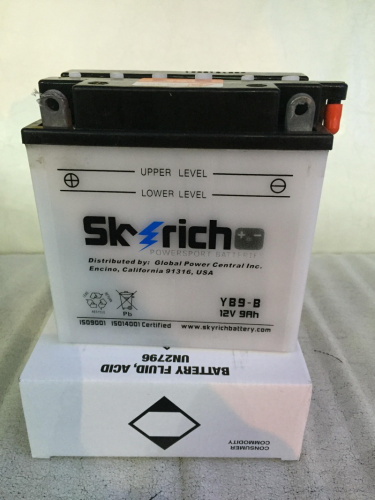 UPPER LEVEL
LOWER LEVEL
Skyrich
POWERSPORT BATTERY
Distributed by: Global Power Central Inc.
Encino, California 91316, USA
YB9-B
12V 9Ah
Pb
ISO9001 ISO14001 Certified
www.skyrichbattery.com
BATTERY FLUID, ACID
UN2796
CONSUMER
COMMODITY